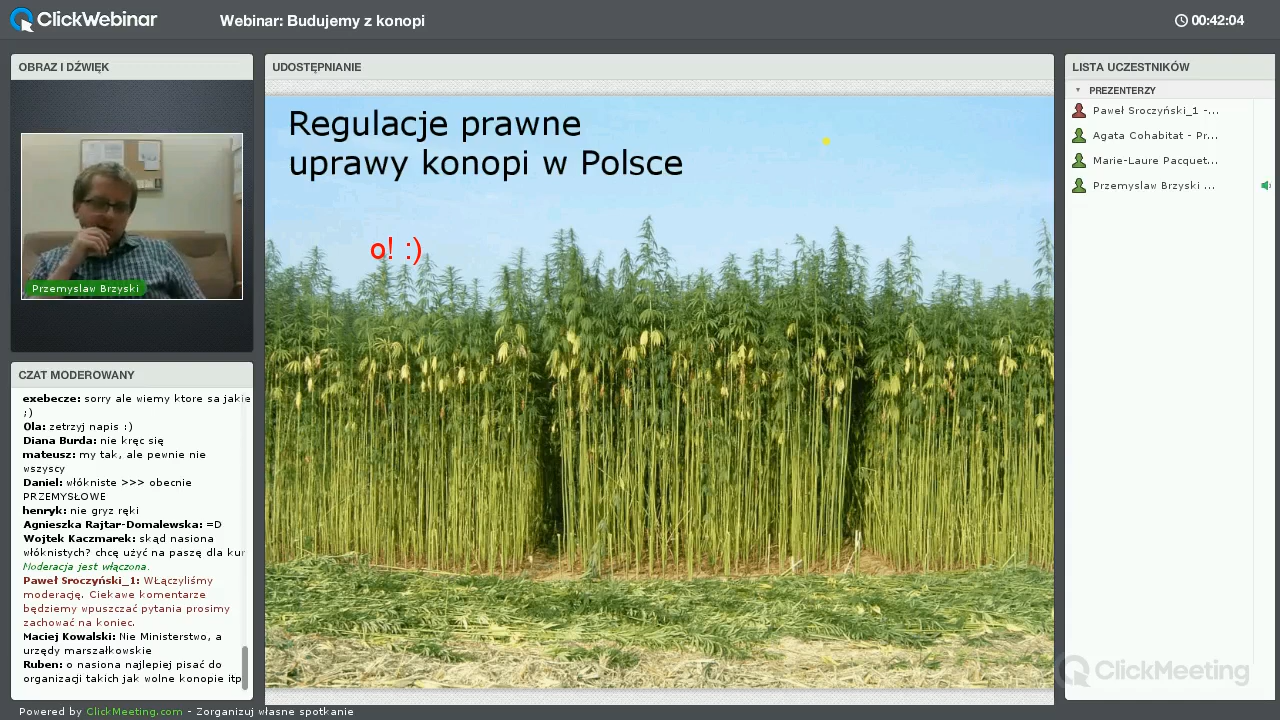 ClickWebinar
Webinar: Budujemy z konopi
00:42:04
OBRAZ I DŹWIĘK
Przemyslaw Brzyski
CZAT MODEROWANY
exebecze: sorry ale wiemy ktore sa jakie
;)
Ola: zetrzyj napis :)
Diana Burda: nie kręc się
mateusz: my tak, ale pewnie nie
wszyscy
Daniel: włókniste >>> obecnie
PRZEMYSŁOWE
henryk: nie gryz ręki
Agnieszka Rajtar-Domalewska: =D
Wojtek Kaczmarek: skąd nasiona
włóknistych? chcę użyć na paszę dla kur
Moderacja jest włączona.
Paweł Sroczyński_1: WŁączyliśmy
moderację. Ciekawe komentarze
będziemy wpuszczać pytania prosimy
zachować na koniec.
Maciej Kowalski: Nie Ministerstwo, a
urzędy marszałkowskie
Ruben: o nasiona najlepiej pisać do
organizacji takich jak wolne konopie itp
UDOSTĘPNIANIE
Regulacje prawne
uprawy konopi w Polsce
o! :)
LISTA UCZESTNIKÓW
PREZENTERZY
Paweł Sroczyński_1 -...
Agata Cohabitat - Pr...
Marie-Laure Pacquet...
Przemyslaw Brzyski ...
ClickMeeting
Powered by ClickMeeting.com - Zorganizuj własne spotkanie